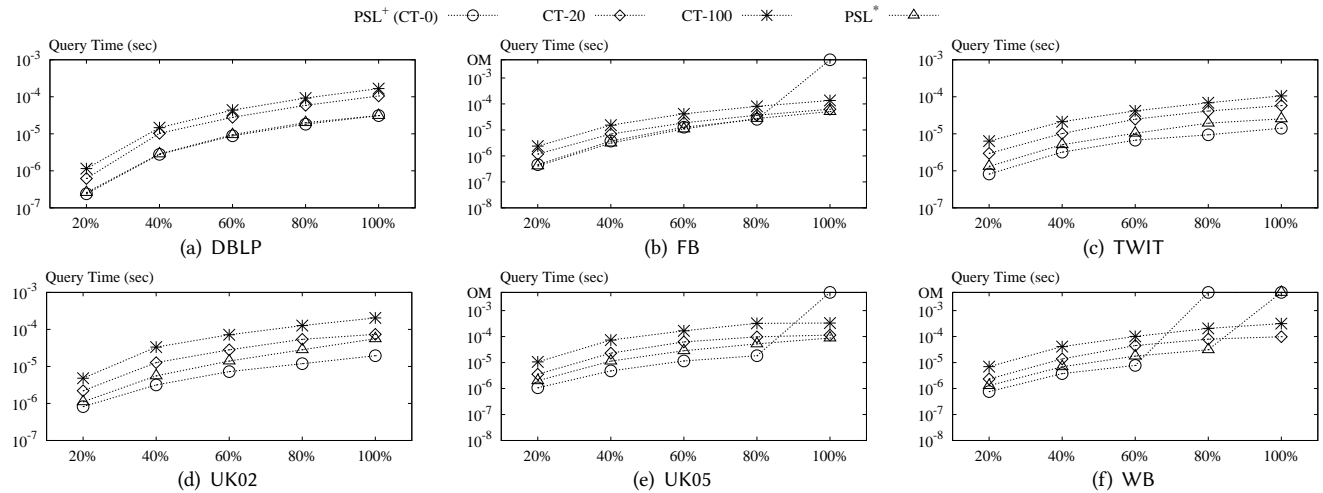 PSL⁺ (CT-0) CT-20 CT-100 PSL*
Query Time (sec) Query Time (sec) Query Time (sec)
10⁻³ OM 10⁻³
10⁻³
10⁻⁴ 10⁻⁴ 10⁻⁴
10⁻⁵ 10⁻⁵ 10⁻⁵
10⁻⁶ 10⁻⁶ 10⁻⁶
10⁻⁷
10⁻⁷ 10⁻⁸ 10⁻⁷
20% 40% 60% 80% 100% 20% 40% 60% 80% 100% 20% 40% 60% 80% 100%
(a) DBLP (b) FB (c) TWIT
Query Time (sec) Query Time (sec) Query Time (sec)
10⁻³ OM OM
10⁻³ 10⁻³
10⁻⁴ 10⁻⁴ 10⁻⁴
10⁻⁵ 10⁻⁵ 10⁻⁵
10⁻⁶ 10⁻⁶ 10⁻⁶
10⁻⁷ 10⁻⁷
10⁻⁷ 10⁻⁸ 10⁻⁸
20% 40% 60% 80% 100% 20% 40% 60% 80% 100% 20% 40% 60% 80% 100%
(d) UK02 (e) UK05 (f) WB